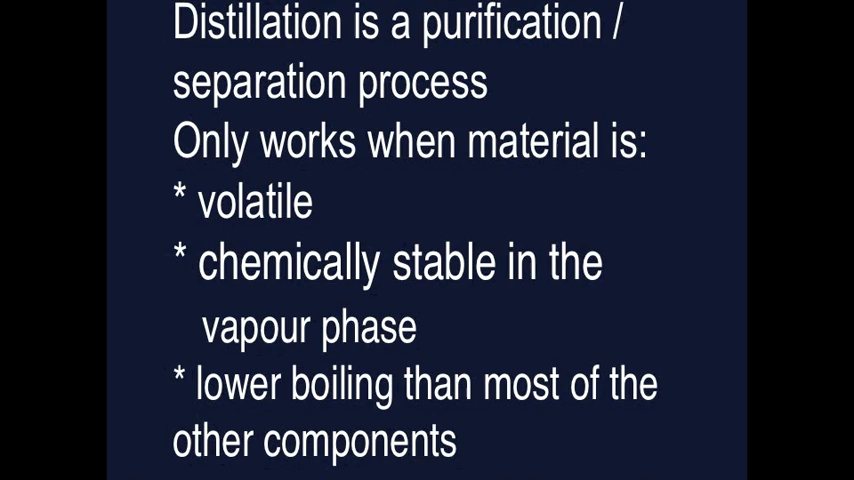 Distillation is a purification /
separation process
Only works when material is:
* volatile
* chemically stable in the
vapour phase
* lower boiling than most of the
other components